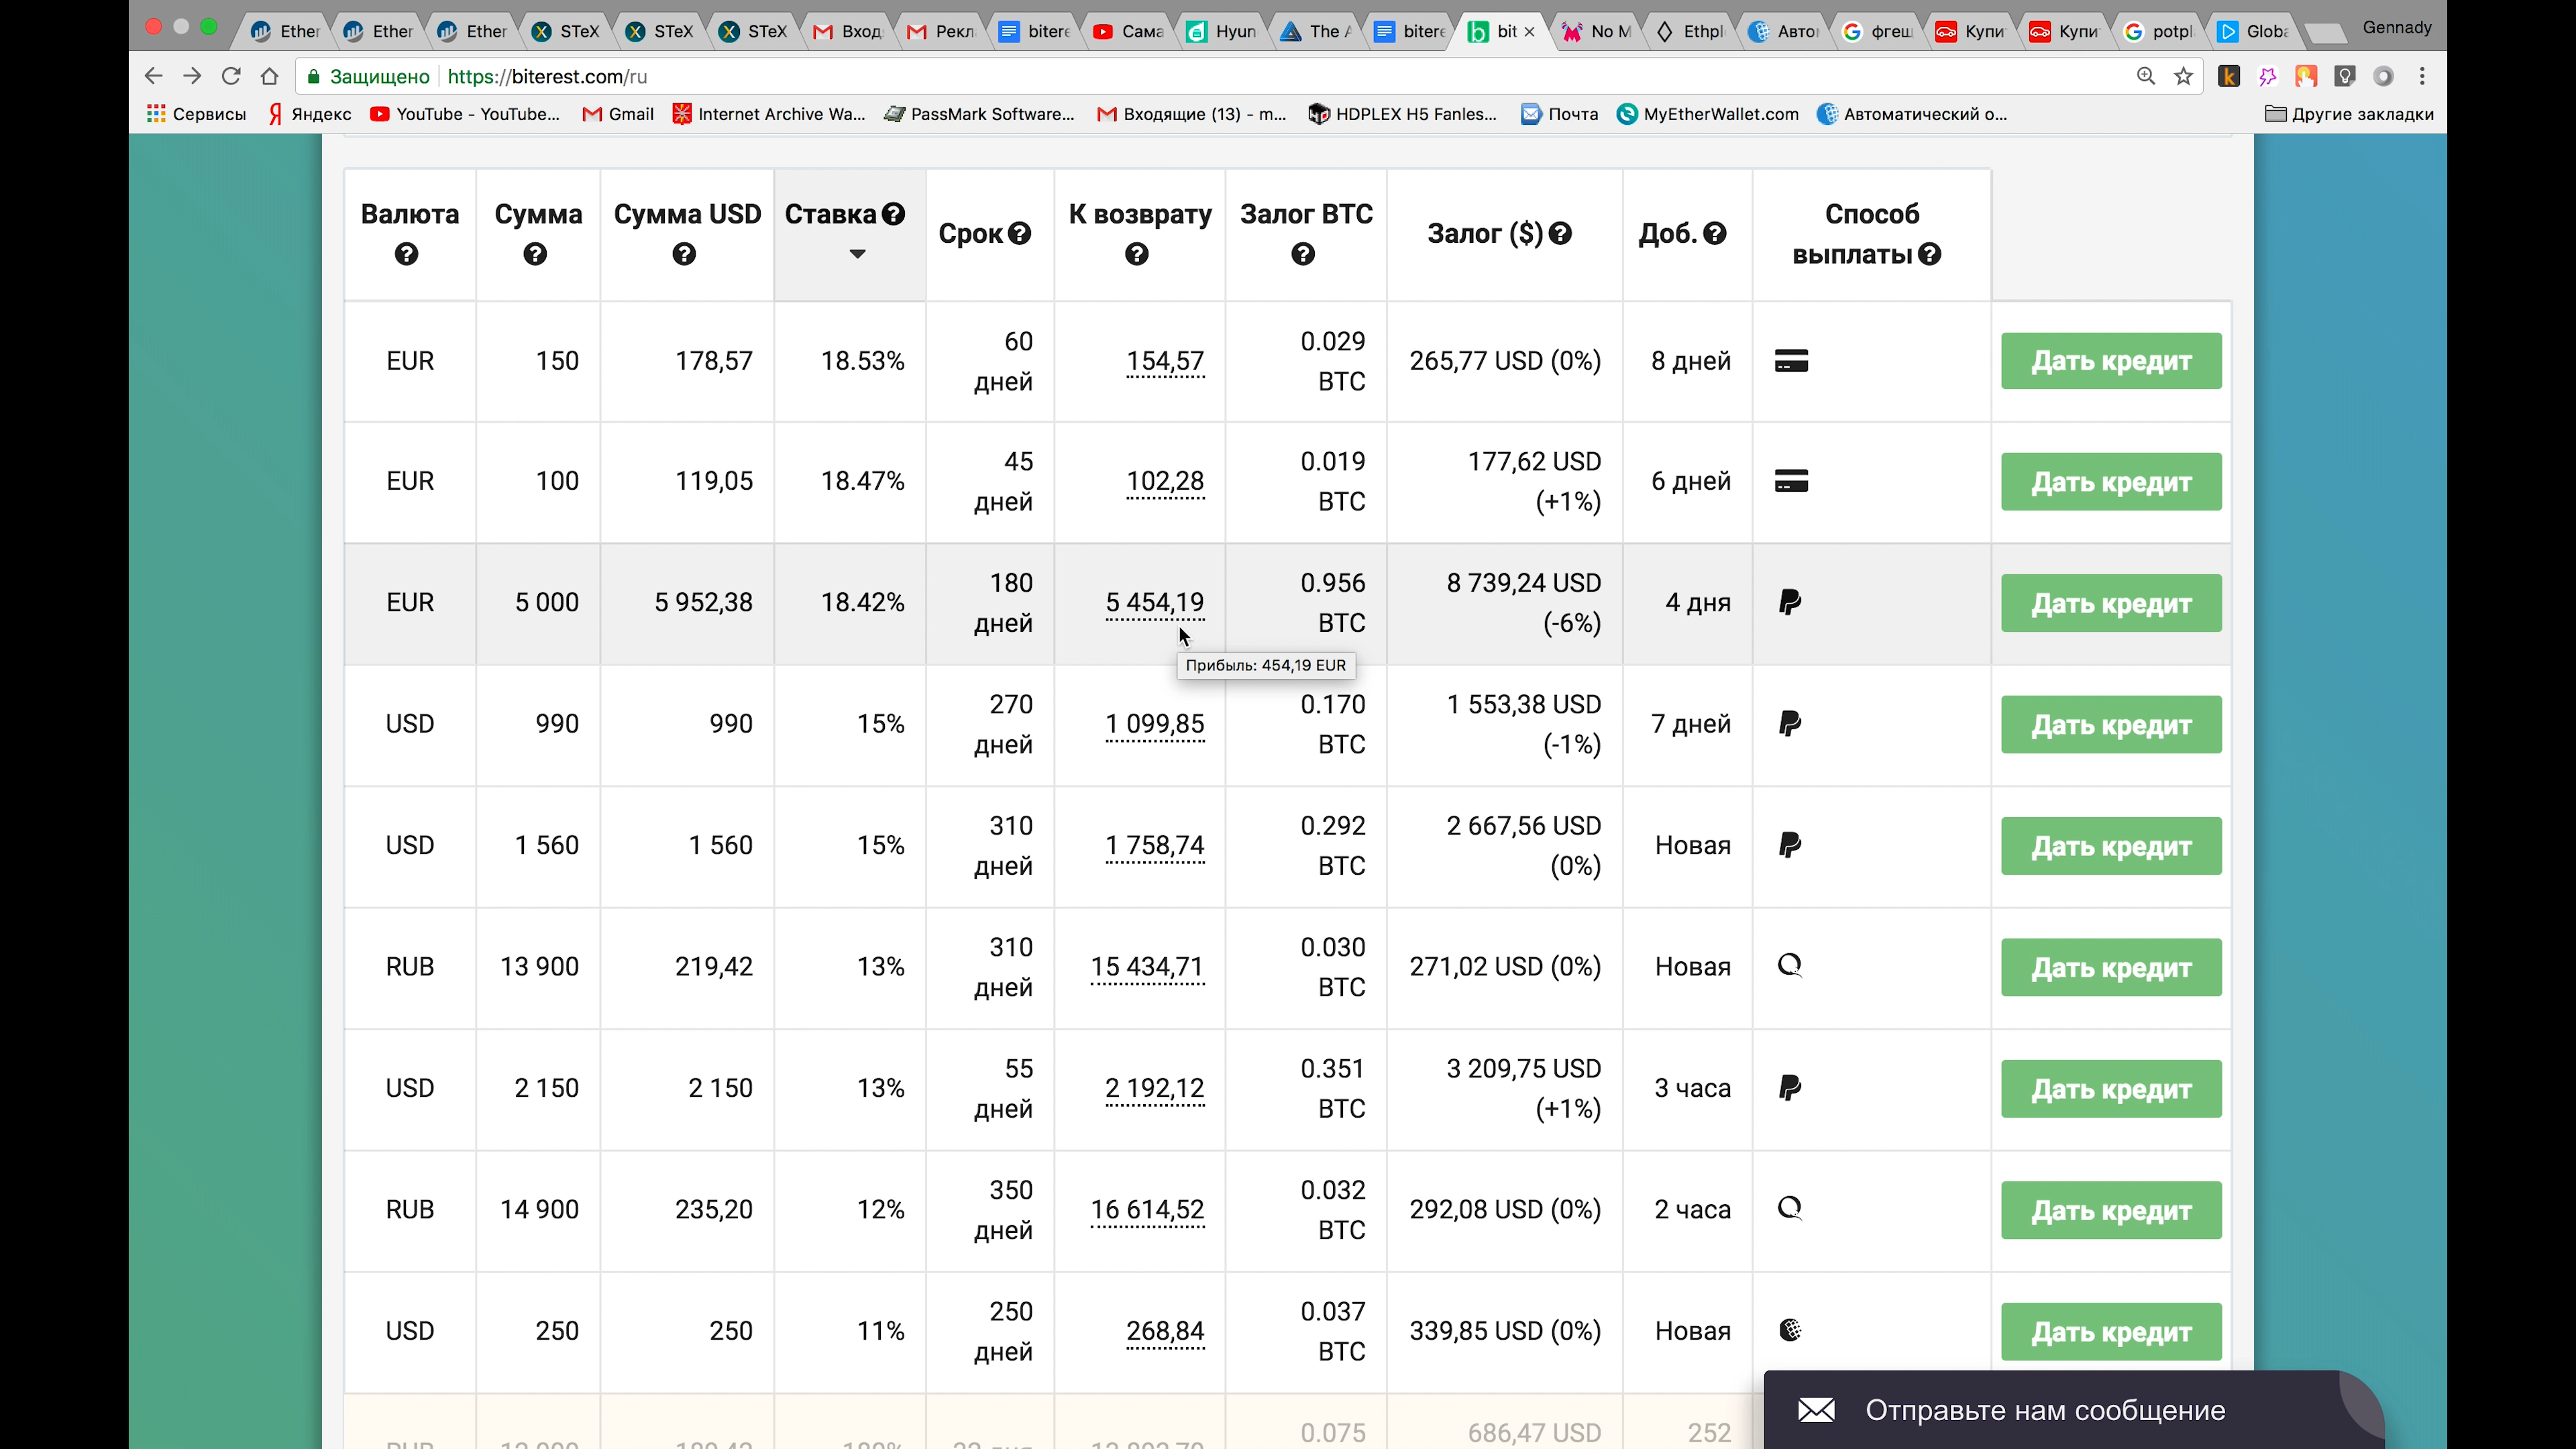 Ether
Ether
Ether
STeX
STeX
STeX
Вход
Рекл
bitere
Сама
Hyun
The A
bitere
bit
No M
Ethpl
Авто
фгеш
Купи
Купи
potpl
Globa
Gennady
Защищено
https://biterest.com/ru
Сервисы
Яндекс
YouTube - YouTube...
Gmail
Internet Archive Wa...
PassMark Software...
Входящие (13) - m...
HDPLEX H5 Fanles...
Почта
MyEtherWallet.com
Автоматический о...
Другие закладки
Валюта Сумма Сумма USD Ставка Срок К возврату Залог BTC Залог ($) Доб. Способ выплаты
EUR 150 178,57 18.53% 60 дней 154,57 0.029 BTC 265,77 USD (0%) 8 дней Дать кредит
EUR 100 119,05 18.47% 45 дней 102,28 0.019 BTC 177,62 USD (+1%) 6 дней Дать кредит
EUR 5 000 5 952,38 18.42% 180 дней 5 454,19 0.956 BTC 8 739,24 USD (-6%) 4 дня Дать кредит
Прибыль: 454,19 EUR
USD 990 990 15% 270 дней 1 099,85 0.170 BTC 1 553,38 USD (-1%) 7 дней Дать кредит
USD 1 560 1 560 15% 310 дней 1 758,74 0.292 BTC 2 667,56 USD (0%) Новая Дать кредит
RUB 13 900 219,42 13% 310 дней 15 434,71 0.030 BTC 271,02 USD (0%) Новая Дать кредит
USD 2 150 2 150 13% 55 дней 2 192,12 0.351 BTC 3 209,75 USD (+1%) 3 часа Дать кредит
RUB 14 900 235,20 12% 350 дней 16 614,52 0.032 BTC 292,08 USD (0%) 2 часа Дать кредит
USD 250 250 11% 250 дней 268,84 0.037 BTC 339,85 USD (0%) Новая Дать кредит
0.075 686,47 USD 252
Отправьте нам сообщение